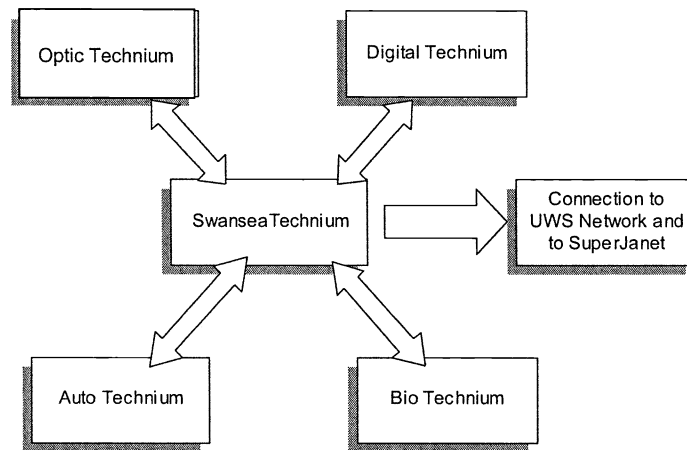 Optic Technium
Digital Technium
SwanseaTechnium
Connection to
UWS Network and
to SuperJanet
Auto Technium
Bio Technium